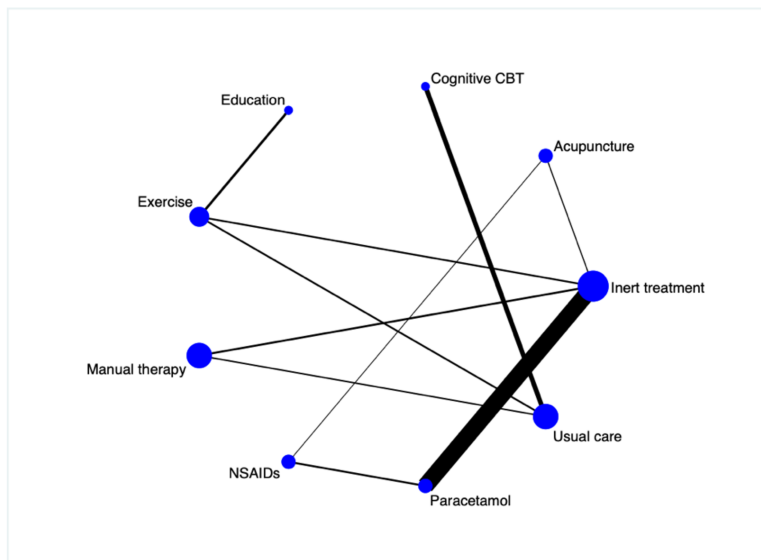 Cognitive CBT
Education
Acupuncture
Exercise
Inert treatment
Manual therapy
Usual care
NSAIDs
Paracetamol